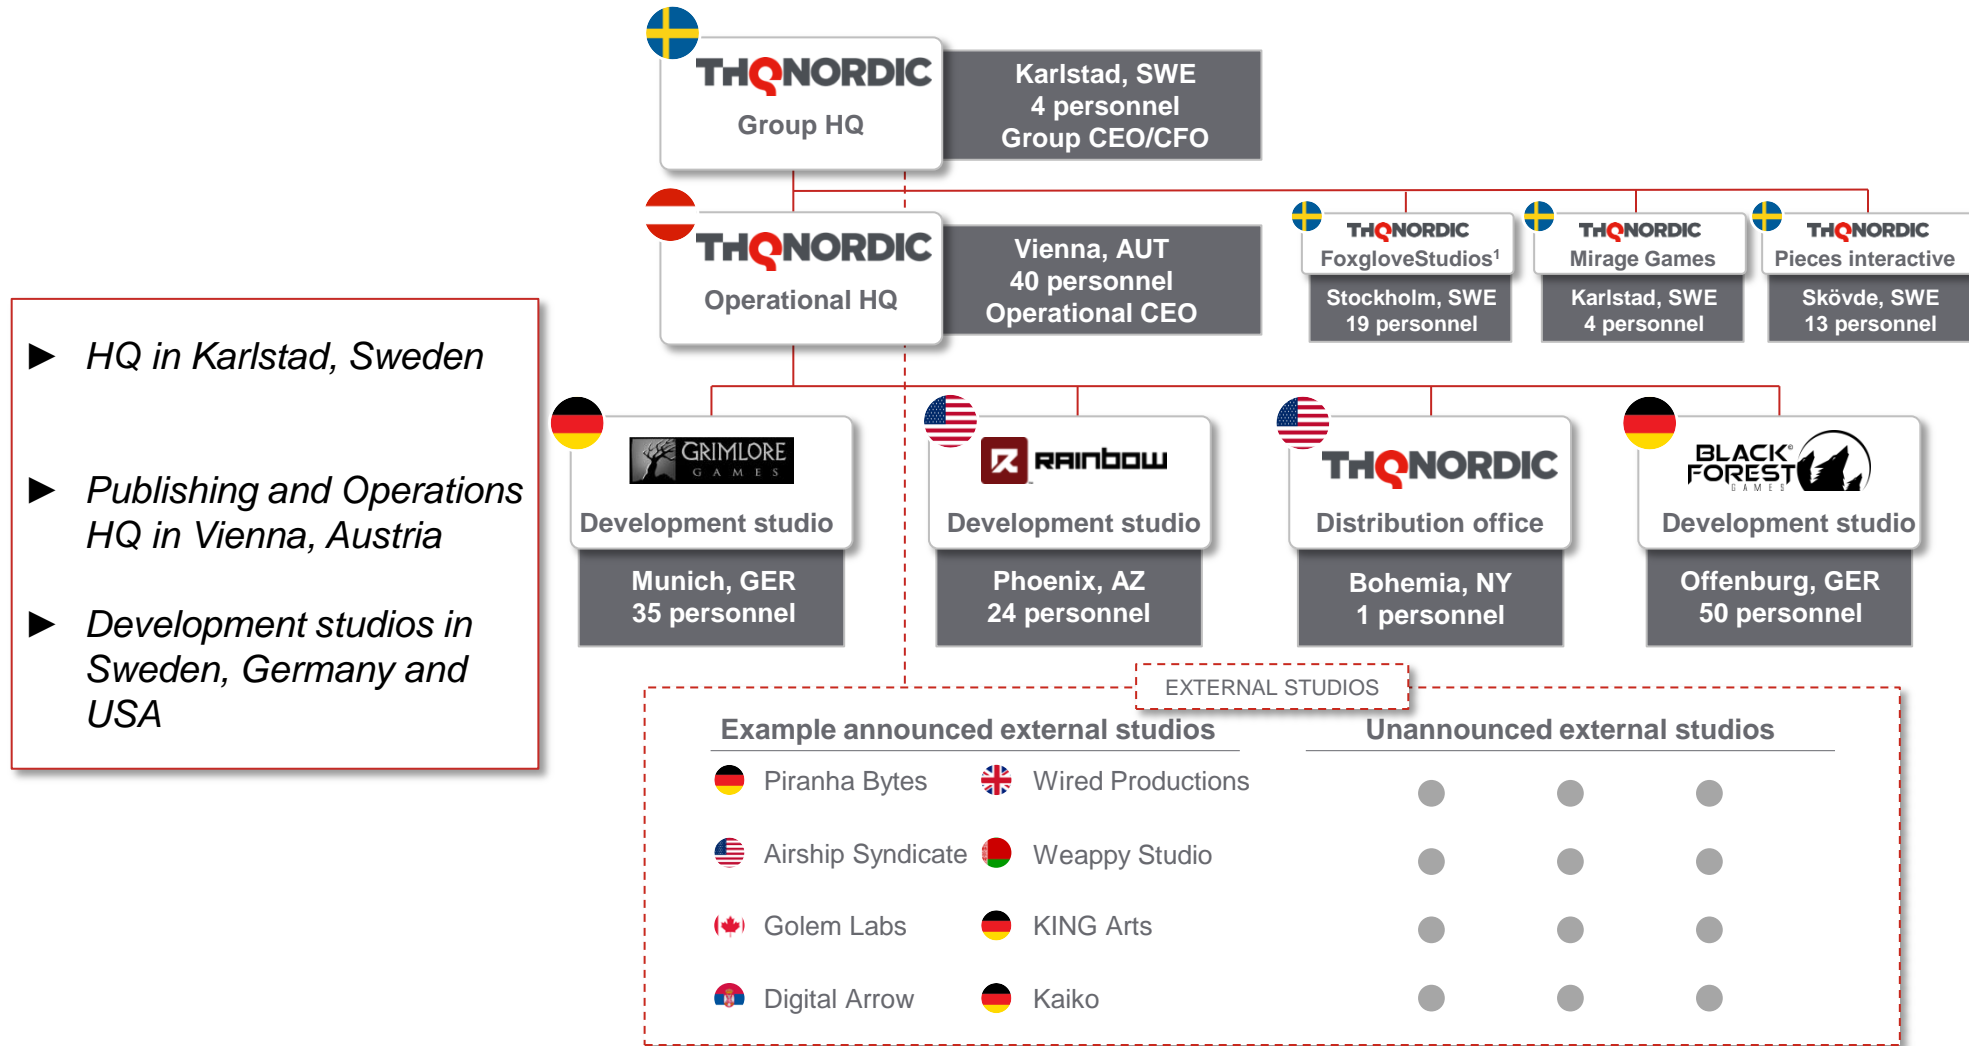 THQNORDIC
Group HQ
Karlstad, SWE
4 personnel
Group CEO/CFO
THQNORDIC
Operational HQ
Vienna, AUT
40 personnel
Operational CEO
THQNORDIC
FoxgloveStudios¹
Stockholm, SWE
19 personnel
THQNORDIC
Mirage Games
Karlstad, SWE
4 personnel
THQNORDIC
Pieces interactive
Skövde, SWE
13 personnel
► HQ in Karlstad, Sweden
► Publishing and Operations
HQ in Vienna, Austria
► Development studios in
Sweden, Germany and
USA
GRIMLORE
GAMES
Development studio
Munich, GER
35 personnel
RAINBOW
Development studio
Phoenix, AZ
24 personnel
THQNORDIC
Distribution office
Bohemia, NY
1 personnel
BLACK
FOREST
GAMES
Development studio
Offenburg, GER
50 personnel
EXTERNAL STUDIOS
Example announced external studios
Piranha Bytes
Wired Productions
Airship Syndicate
Weappy Studio
Golem Labs
KING Arts
Digital Arrow
Kaiko
Unannounced external studios